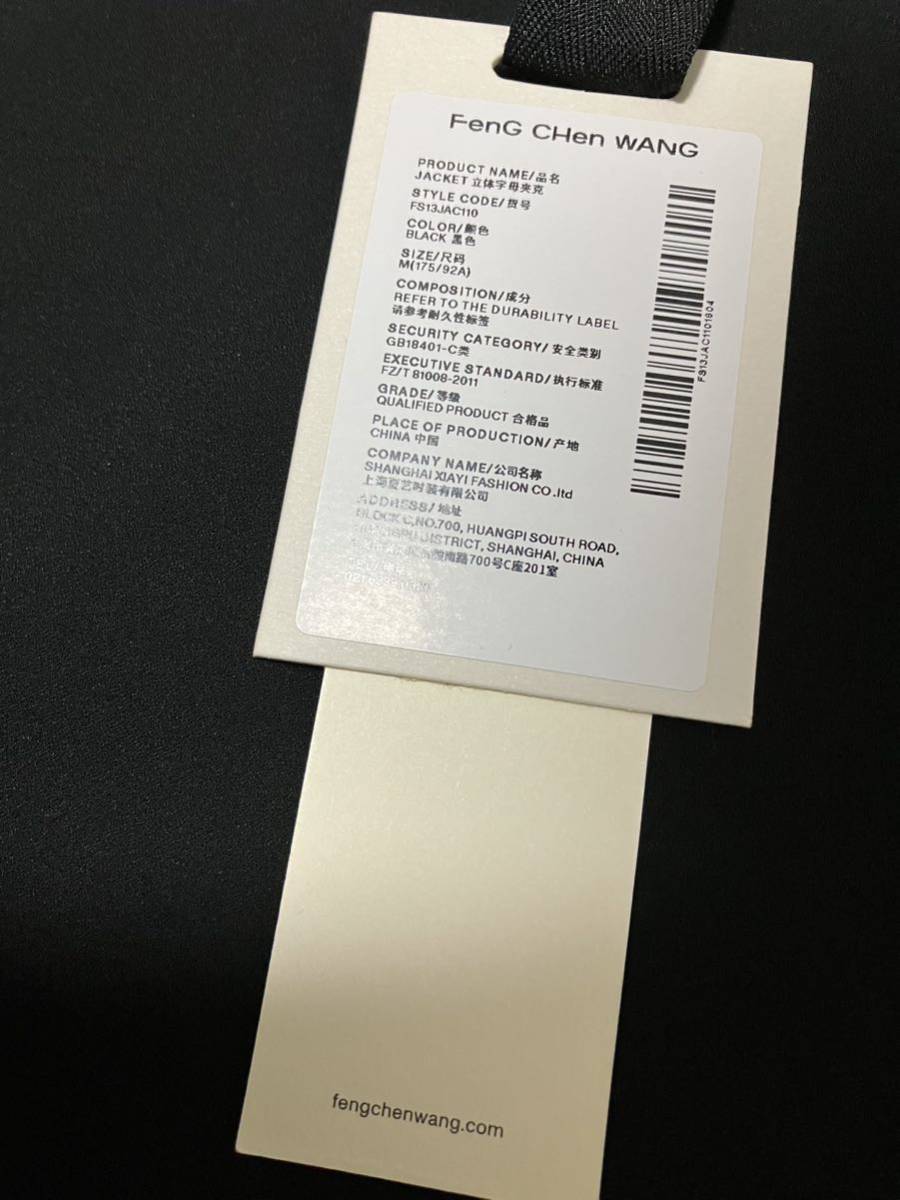 FenG CHen WANG
PRODUCT NAME/品名
JACKET 立体字母夹克
STYLE CODE/货号
FS13JAC110
COLOR/颜色
BLACK 黑色
SIZE/尺码
M(175/92A)
COMPOSITION/成分
REFER TO THE DURABILITY LABEL
请参考耐久性标签
SECURITY CATEGORY/安全类别
GB18401-C类
EXECUTIVE STANDARD/执行标准
FZ/T 81008-2011
GRADE/等级
QUALIFIED PRODUCT 合格品
PLACE OF PRODUCTION/产地
CHINA 中国
COMPANY NAME/公司名称
SHANGHAI XIAYI FASHION CO.ltd
上海夏艺时装有限公司
ADDRESS/地址
BLOCK C,NO.700, HUANGPI SOUTH ROAD,
DISTRICT, SHANGHAI, CHINA
南路700号C座201室
FS13JAC1101904
fengchenwang.com